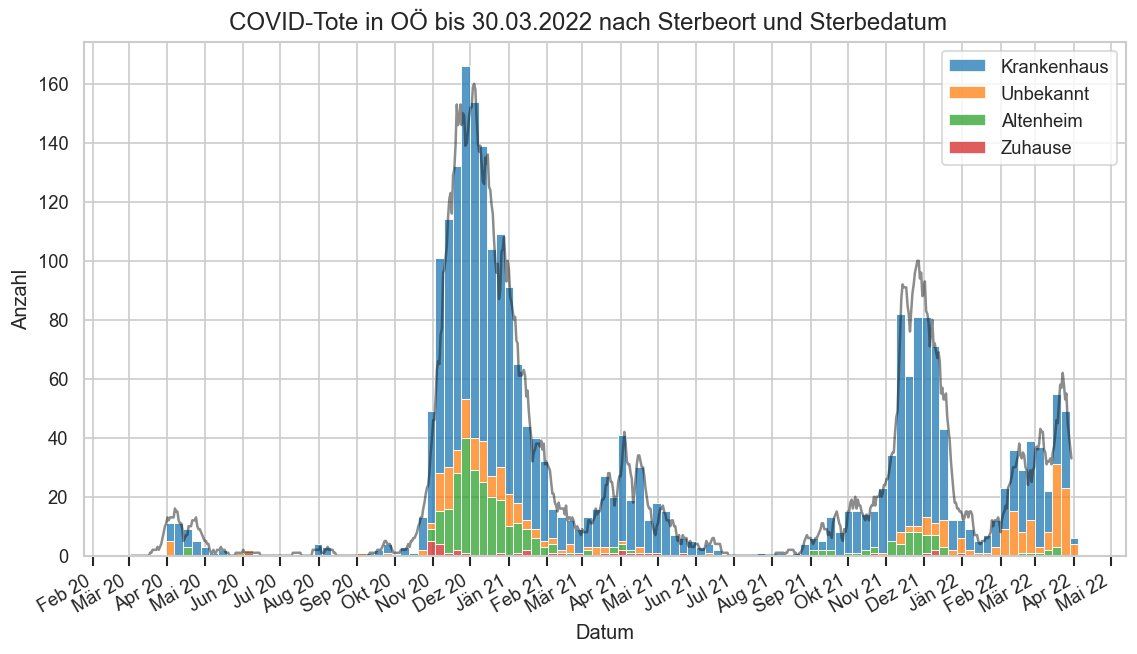 COVID-Tote in OÖ bis 30.03.2022 nach Sterbeort und Sterbedatum
Krankenhaus
Unbekannt
Altenheim
Zuhause
Anzahl
160
140
120
100
80
60
40
20
0
Feb 20
Mär 20
Apr 20
Mai 20
Jun 20
Jul 20
Aug 20
Sep 20
Okt 20
Nov 20
Dez 20
Jän 21
Feb 21
Mär 21
Apr 21
Mai 21
Jun 21
Jul 21
Aug 21
Sep 21
Okt 21
Nov 21
Dez 21
Jän 22
Feb 22
Mär 22
Apr 22
Mai 22
Datum